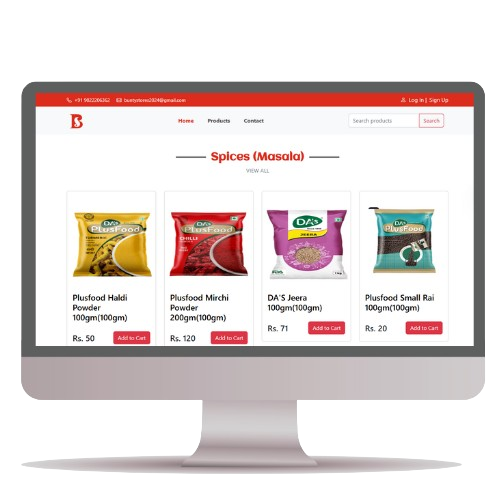 +91 9822206262 buntystores2024@gmail.com Log In | Sign Up
BS Home Products Contact Search products Search
Spices (Masala)
VIEW ALL
DA's PlusFood
DA's PlusFood CHILLI
DA's JEERA
DA's PlusFood
Plusfood Haldi Powder 100gm(100gm)
Rs. 50 Add to Cart
Plusfood Mirchi Powder 200gm(100gm)
Rs. 120 Add to Cart
DA'S Jeera 100gm(100gm)
Rs. 71 Add to Cart
Plusfood Small Rai 100gm(100gm)
Rs. 20 Add to Cart